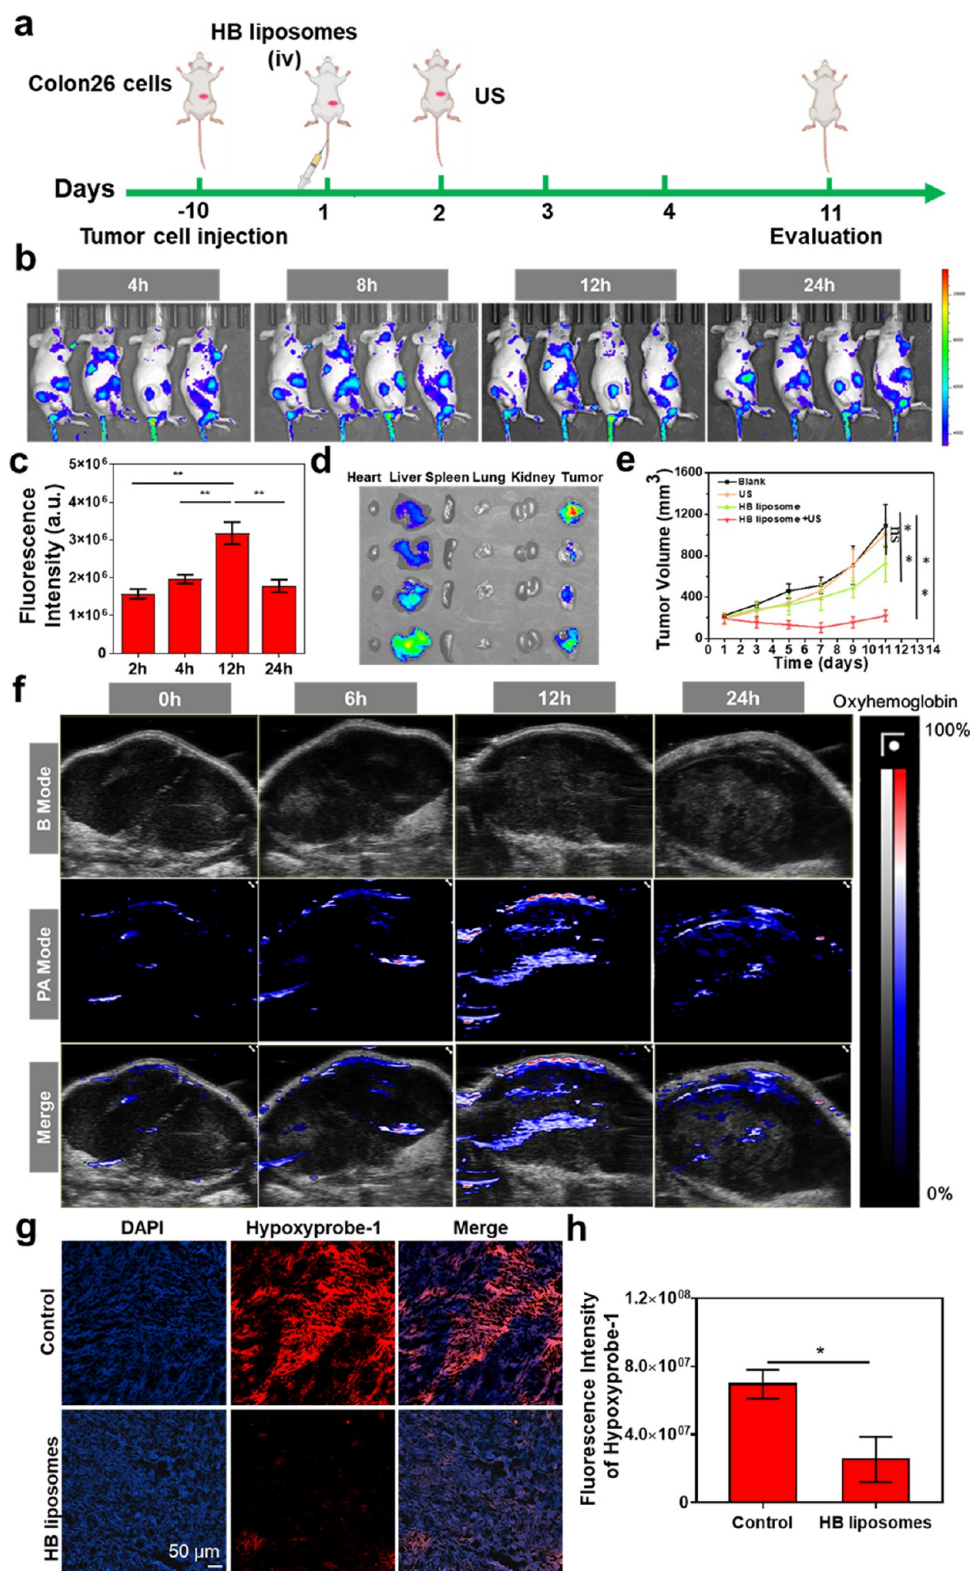 a
HB liposomes
(iv)
Colon26 cells
US
Days
-10
1
2
3
4
11
Tumor cell injection
Evaluation
b
4h
8h
12h
24h
c
Fluorescence
Intensity (a.u.)
5×10⁶
4×10⁶
3×10⁶
2×10⁶
1×10⁶
0
**
**
**
2h
4h
12h
24h
d
Heart Liver Spleen Lung Kidney Tumor
e
Tumor Volume (mm³)
1600
1200
800
400
0
Blank
US
HB liposome
HB liposome +US
ns
* *
* *
0 1 2 3 4 5 6 7 8 9 10 11 12 13 14
Time (days)
f
0h
6h
12h
24h
Oxyhemoglobin
100%
0%
B Mode
PA Mode
Merge
g
DAPI
Hypoxyprobe-1
Merge
Control
HB liposomes
50 μm
h
Fluorescence Intensity
of Hypoxyprobe-1
1.2×10⁰⁸
8.0×10⁰⁷
4.0×10⁰⁷
0
*
Control
HB liposomes